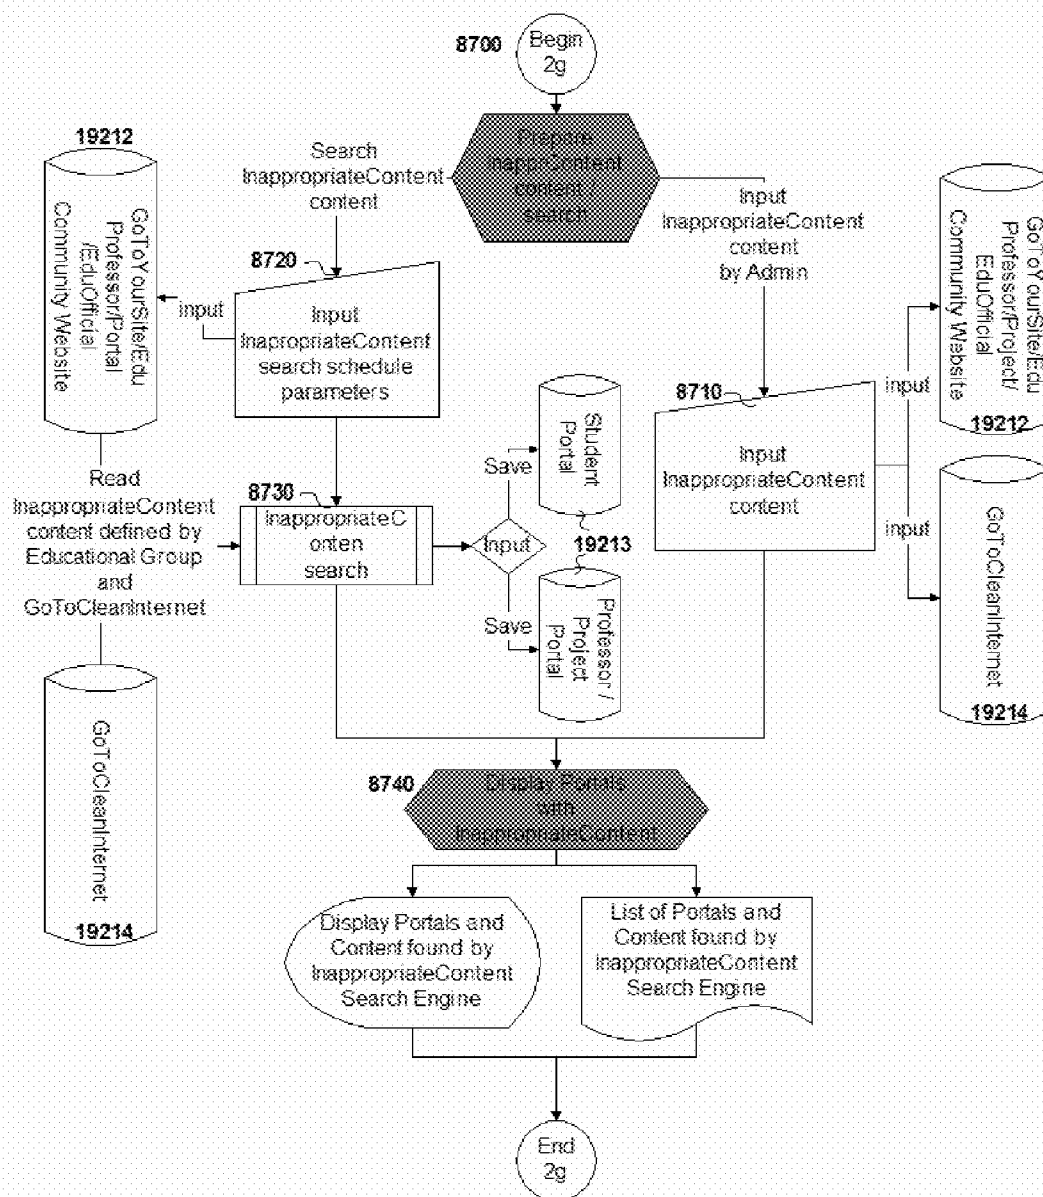 8700
Begin
2g
Prepare
InappContent
content /
search
Search
InappropriateContent
content
Input
InappropriateContent
content
by Admin
19212
GoToYourSite/Edu
Professor/Portal
/EduOfficial
Community Website
input
8720
Input
InapropriateContent
search schedule
parameters
GoToYourSite/Edu
Professor/Project/
EduOfficial
Community Website
19212
input
8710
Input
InappropriateContent
content
input
Read
InappropriateContent
content defined by
Educational Group
and
GoToCleanInternet
8730
InappropriateC
onten
search
Input
Save
Student
Portal
19213
Save
Professor /
Project
Portal
GoToCleanInternet
19214
GoToCleanInternet
19214
8740
Display Portals
with
InappropriateContent
Display Portals and
Content found by
InappropriateContent
Search Engine
List of Portals and
Content found by
InappropriateContent
Search Engine
End
2g